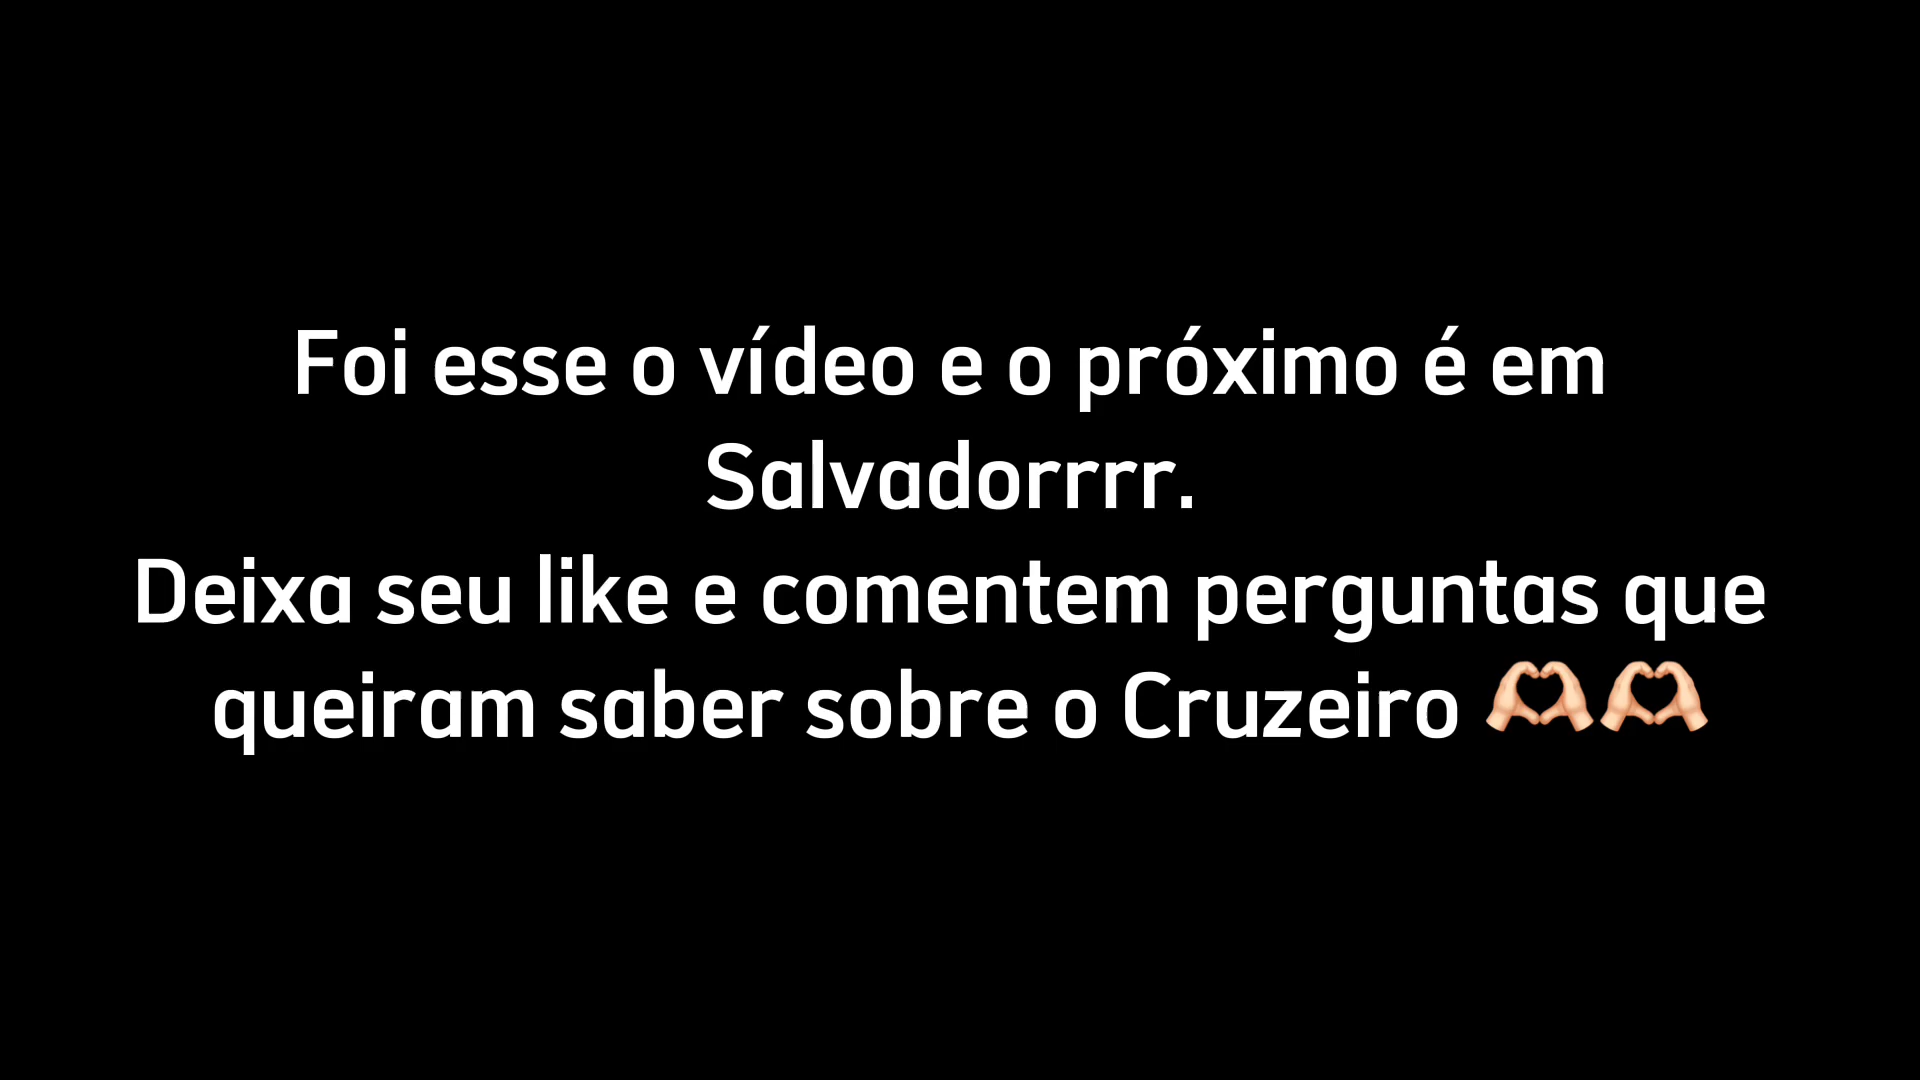 Foi esse o vídeo e o próximo é em
Salvadorrrr.
Deixa seu like e comentem perguntas que
queiram saber sobre o Cruzeiro 🫶🏻🫶🏻